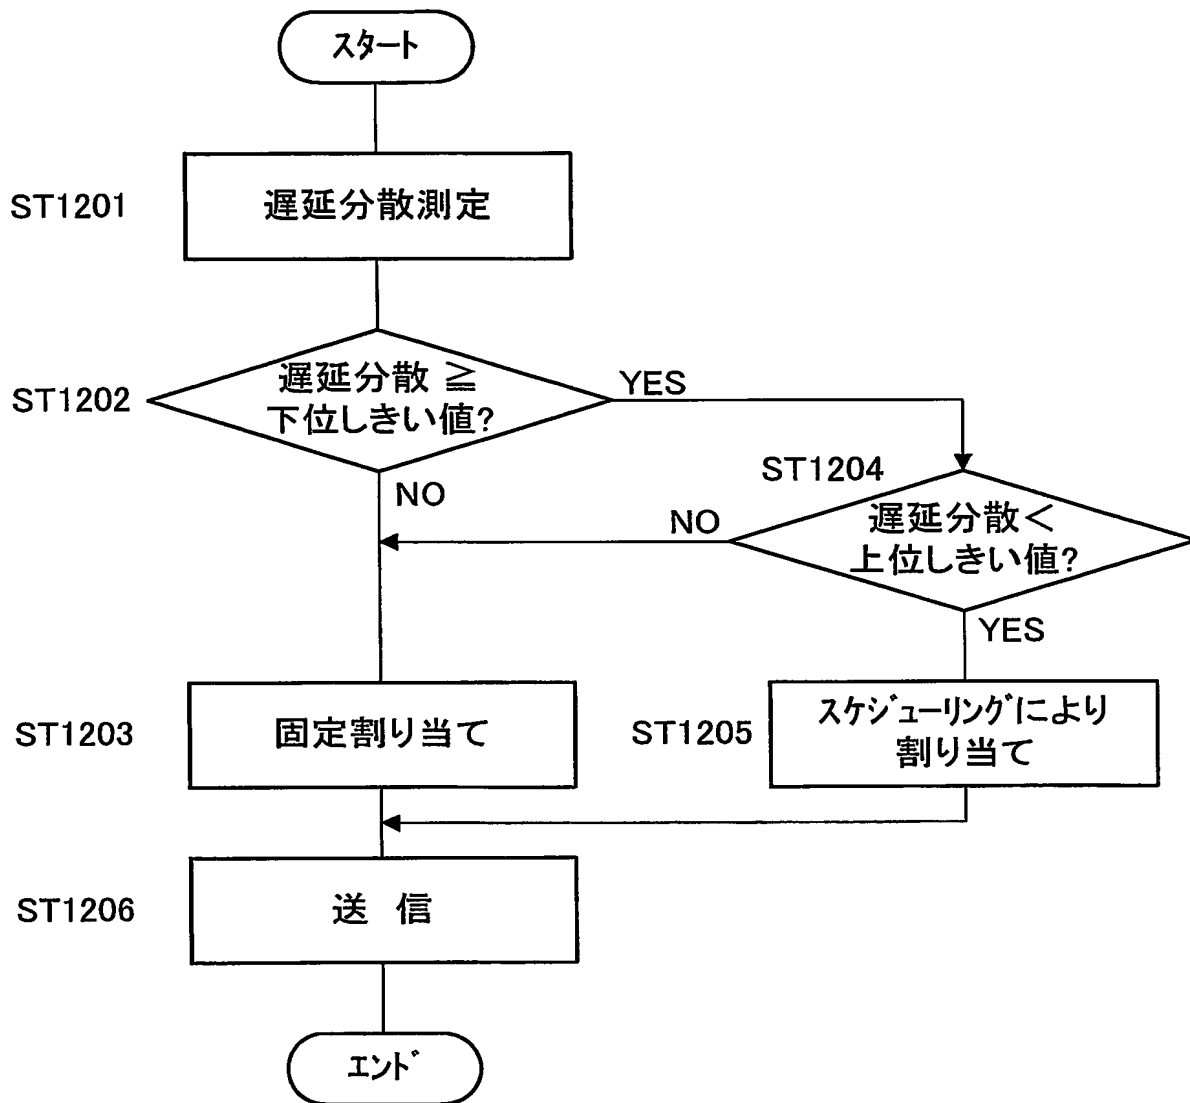 スタート
ST1201
遅延分散測定
ST1202
遅延分散 ≧
下位しきい値?
YES
NO
ST1204
遅延分散<
上位しきい値?
NO
YES
ST1203
固定割り当て
ST1205
スケジューリングにより
割り当て
ST1206
送 信
エンド